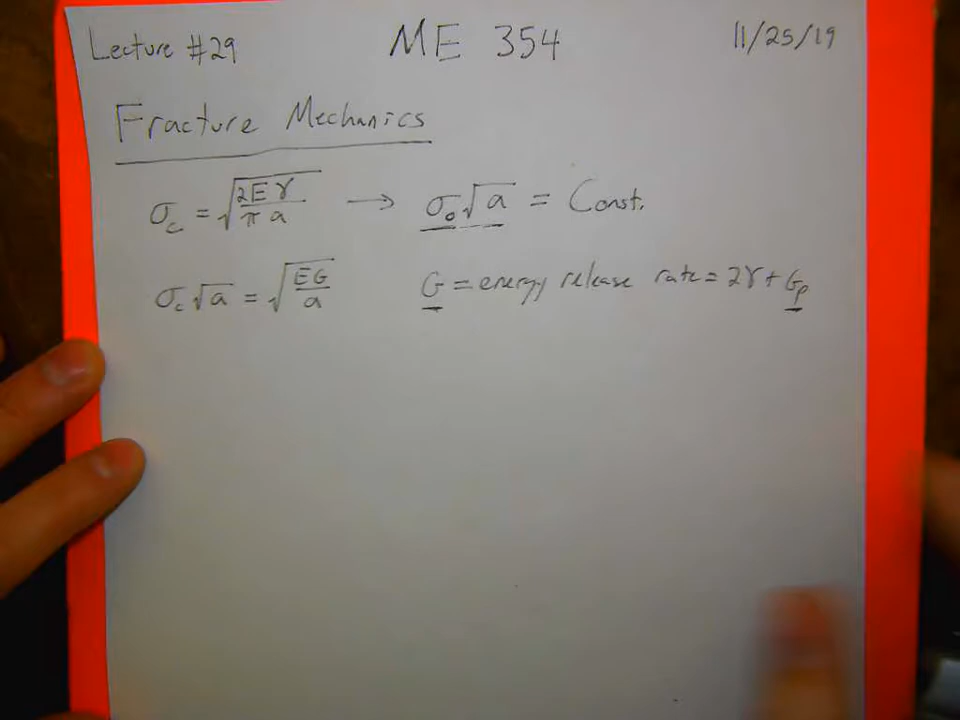 Lecture #29 ME 354 11/25/19
Fracture Mechanics
σc = √(2Eγ/πa) → σo√a = Const.
σc√a = √(EG/a) G = energy release rate = 2γ + Gp